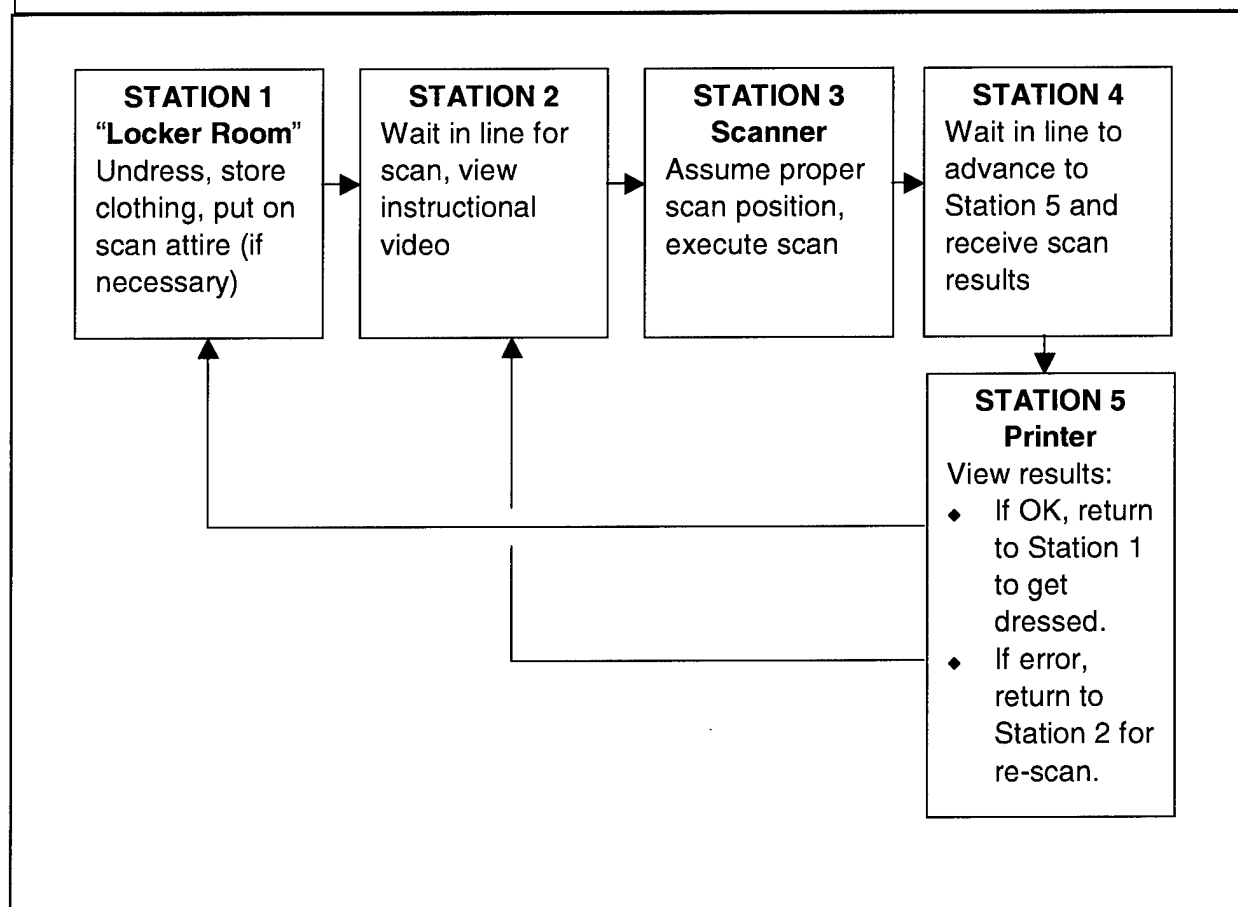 STATION 1
“Locker Room”
Undress, store
clothing, put on
scan attire (if
necessary)
STATION 2
Wait in line for
scan, view
instructional
video
STATION 3
Scanner
Assume proper
scan position,
execute scan
STATION 4
Wait in line to
advance to
Station 5 and
receive scan
results
STATION 5
Printer
View results:
◆ If OK, return
to Station 1
to get
dressed.
◆ If error,
return to
Station 2 for
re-scan.